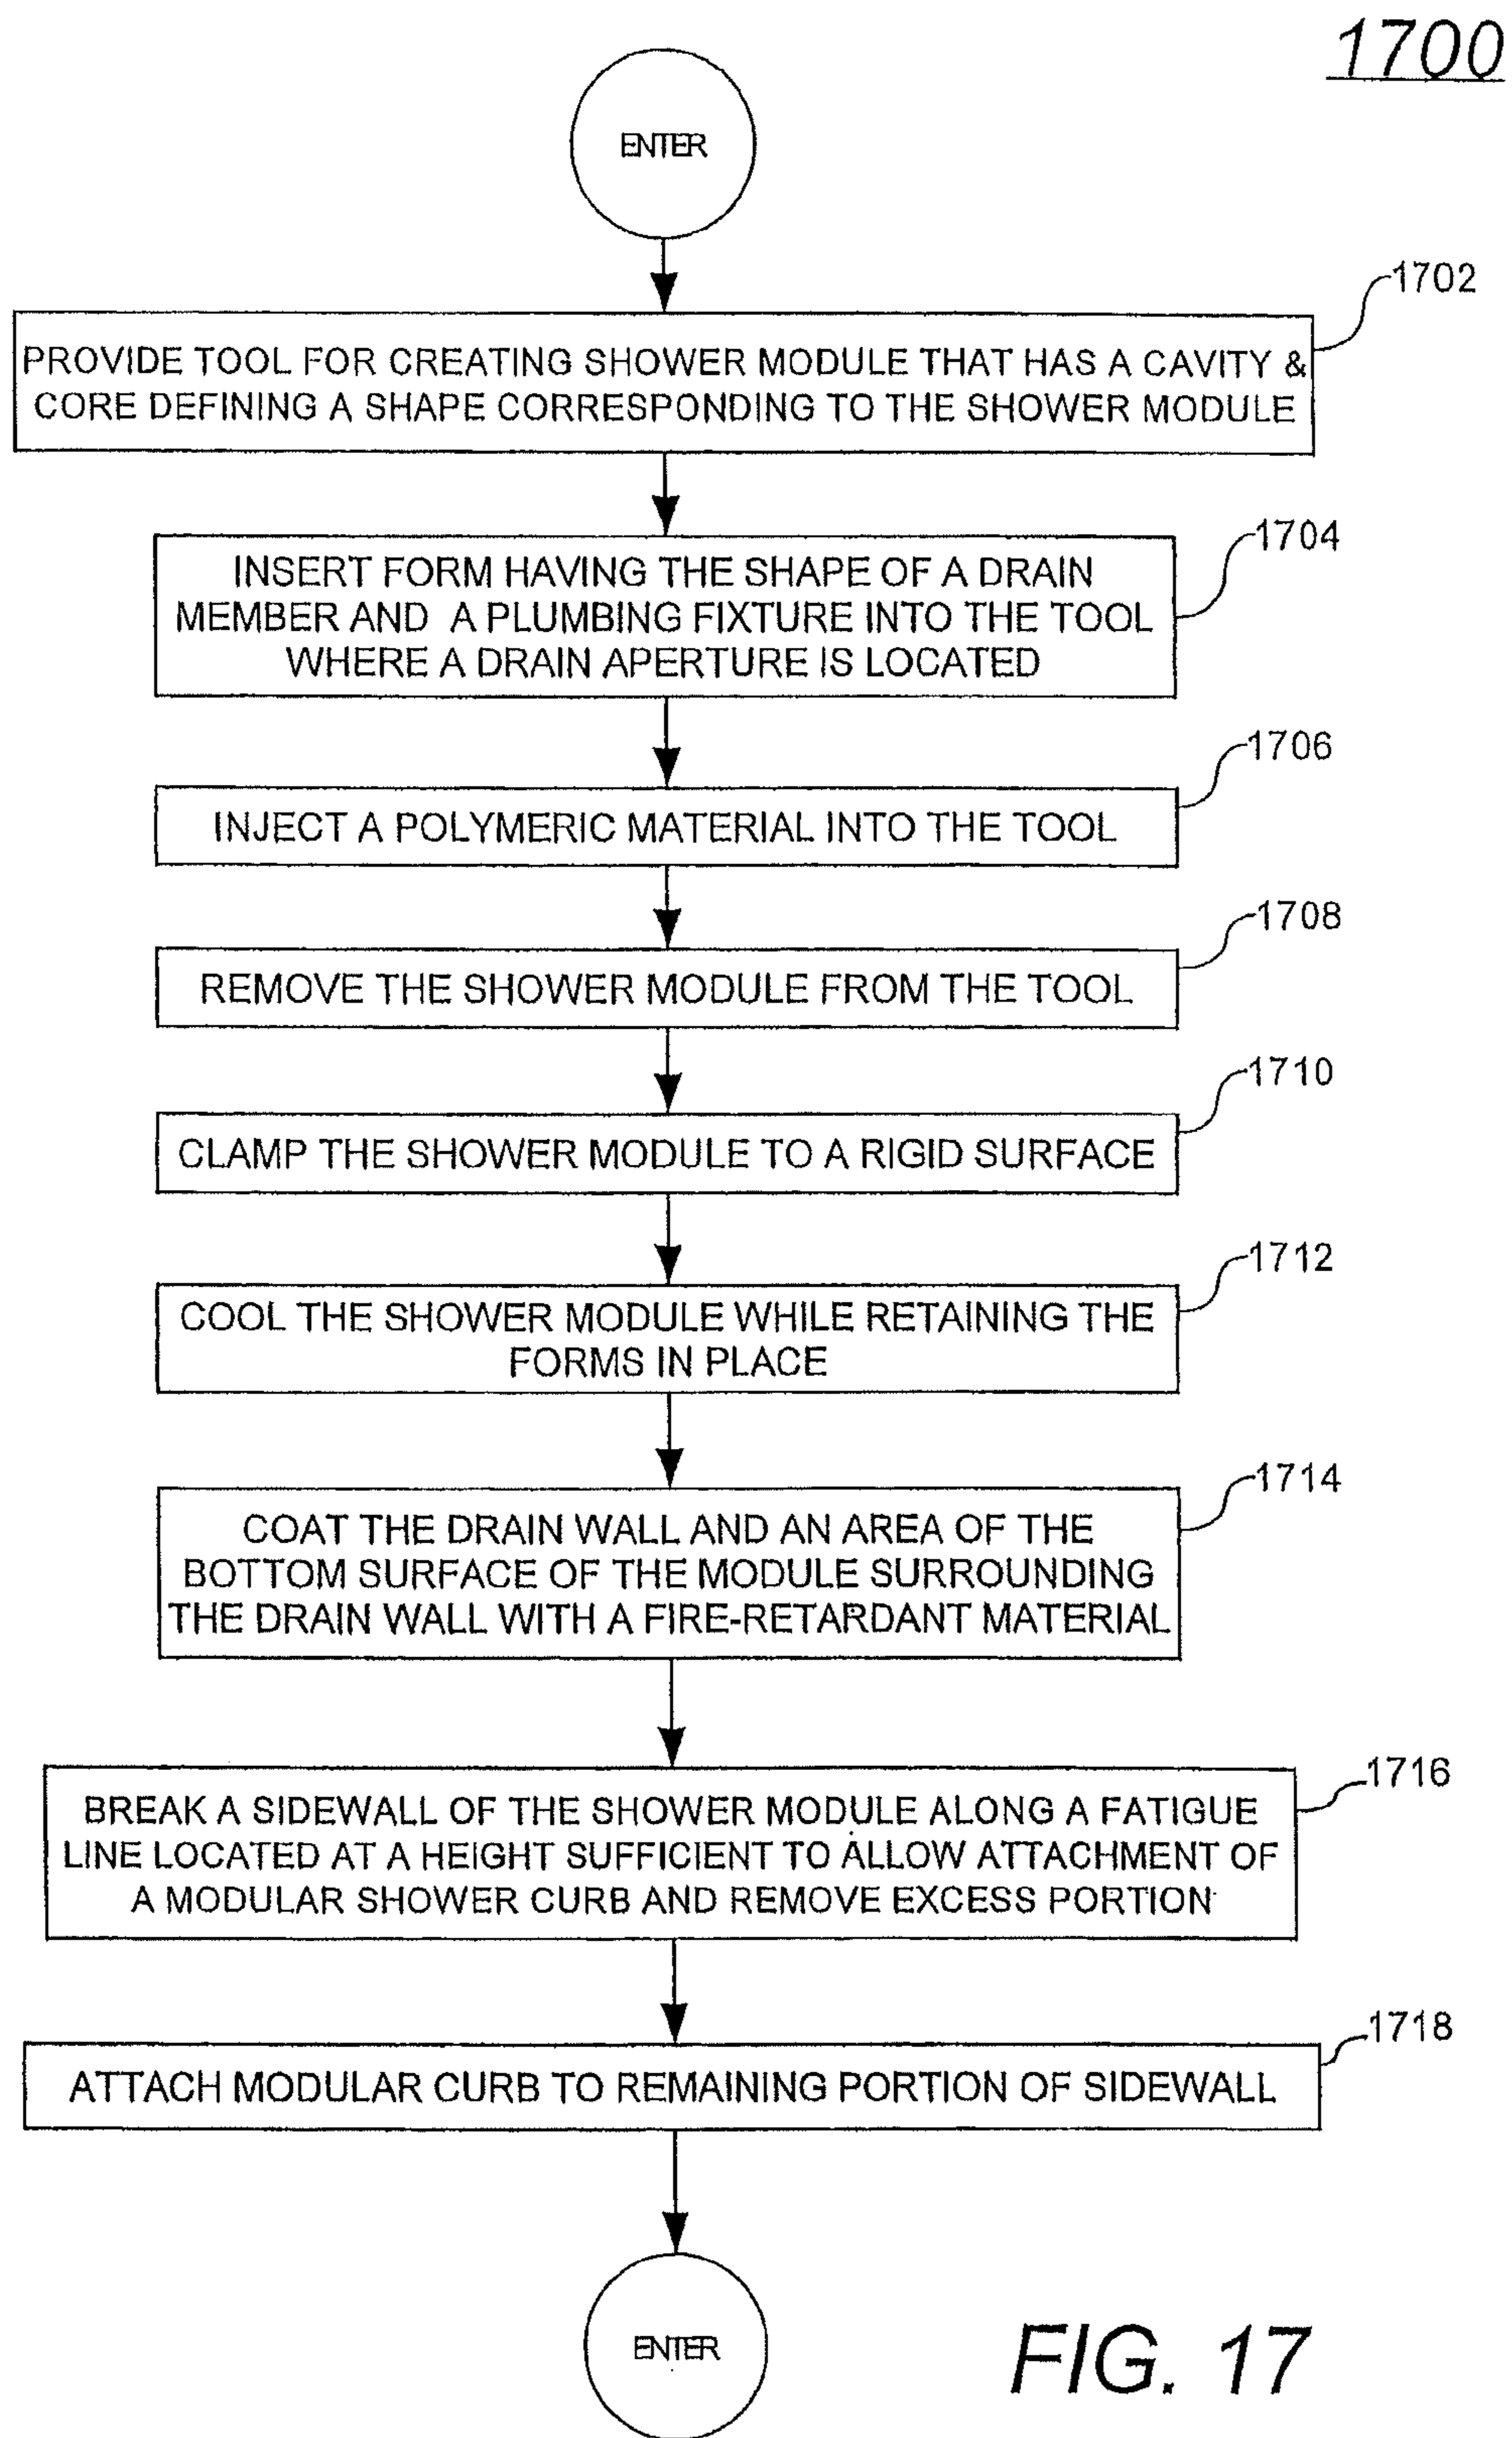 1700
ENTER
1702
PROVIDE TOOL FOR CREATING SHOWER MODULE THAT HAS A CAVITY &
CORE DEFINING A SHAPE CORRESPONDING TO THE SHOWER MODULE
1704
INSERT FORM HAVING THE SHAPE OF A DRAIN
MEMBER AND A PLUMBING FIXTURE INTO THE TOOL
WHERE A DRAIN APERTURE IS LOCATED
1706
INJECT A POLYMERIC MATERIAL INTO THE TOOL
1708
REMOVE THE SHOWER MODULE FROM THE TOOL
1710
CLAMP THE SHOWER MODULE TO A RIGID SURFACE
1712
COOL THE SHOWER MODULE WHILE RETAINING THE
FORMS IN PLACE
1714
COAT THE DRAIN WALL AND AN AREA OF THE
BOTTOM SURFACE OF THE MODULE SURROUNDING
THE DRAIN WALL WITH A FIRE-RETARDANT MATERIAL
1716
BREAK A SIDEWALL OF THE SHOWER MODULE ALONG A FATIGUE
LINE LOCATED AT A HEIGHT SUFFICIENT TO ALLOW ATTACHMENT OF
A MODULAR SHOWER CURB AND REMOVE EXCESS PORTION
1718
ATTACH MODULAR CURB TO REMAINING PORTION OF SIDEWALL
ENTER
FIG. 17